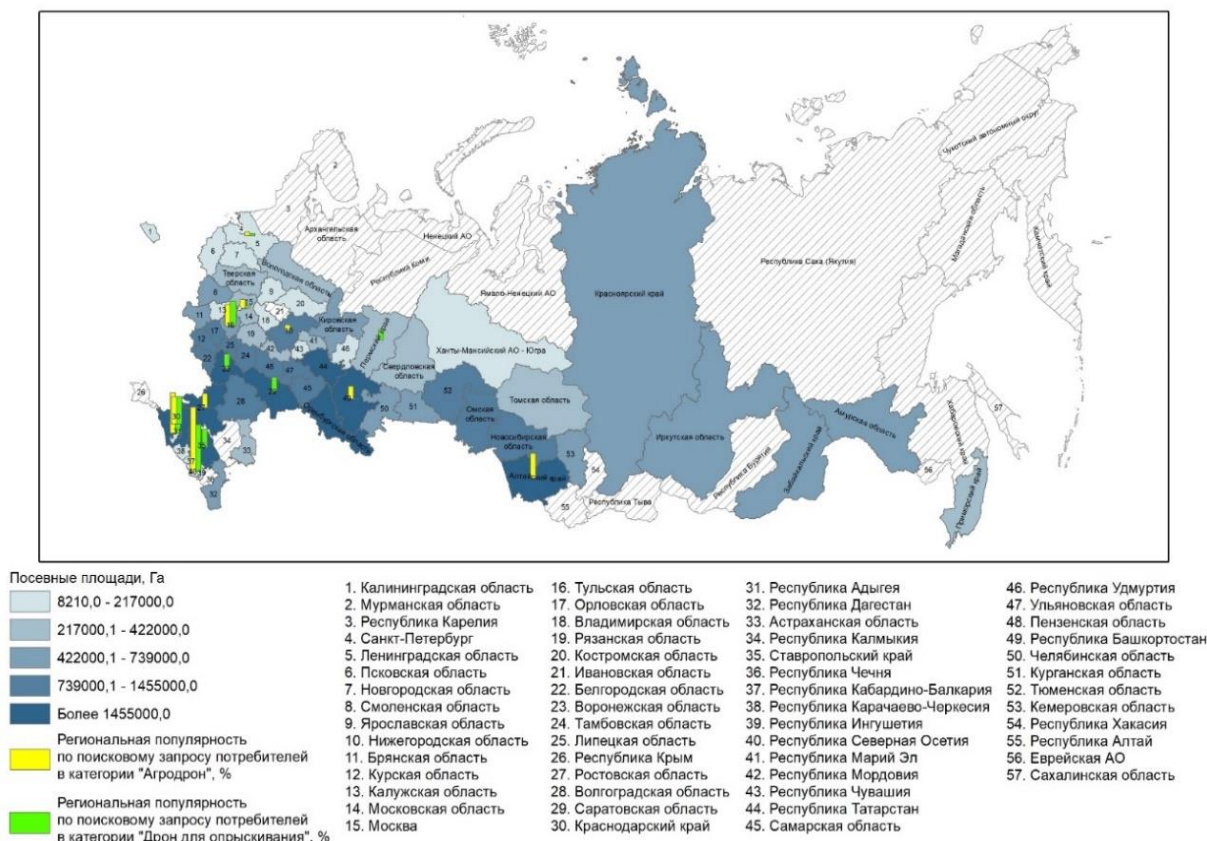 Чукотский автономный округ
Магаданская область
Камчатский край
Республика Саха (Якутия)
Ненецкий АО
Архангельская
область
Республика Коми
Ямало-Ненецкий АО
Красноярский край
Вологодская область
Тверская
область
Кировская
область
Пермский край
Ханты-Мансийский АО - Югра
Свердловская
область
Томская
область
Омская
область
Новосибирская
область
Оренбургская область
Алтайский край
Иркутская область
Республика Тыва
Республика Бурятия
Забайкальский край
Амурская область
Хабаровский край
Приморский край
Посевные площади, Га
8210,0 - 217000,0
217000,1 - 422000,0
422000,1 - 739000,0
739000,1 - 1455000,0
Более 1455000,0
Региональная популярность
по поисковому запросу потребителей
в категории "Агродрон", %
Региональная популярность
по поисковому запросу потребителей
в категории "Дрон для опрыскивания", %
1. Калининградская область
2. Мурманская область
3. Республика Карелия
4. Санкт-Петербург
5. Ленинградская область
6. Псковская область
7. Новгородская область
8. Смоленская область
9. Ярославская область
10. Нижегородская область
11. Брянская область
12. Курская область
13. Калужская область
14. Московская область
15. Москва
16. Тульская область
17. Орловская область
18. Владимирская область
19. Рязанская область
20. Костромская область
21. Ивановская область
22. Белгородская область
23. Воронежская область
24. Тамбовская область
25. Липецкая область
26. Республика Крым
27. Ростовская область
28. Волгоградская область
29. Саратовская область
30. Краснодарский край
31. Республика Адыгея
32. Республика Дагестан
33. Астраханская область
34. Республика Калмыкия
35. Ставропольский край
36. Республика Чечня
37. Республика Кабардино-Балкария
38. Республика Карачаево-Черкесия
39. Республика Ингушетия
40. Республика Северная Осетия
41. Республика Марий Эл
42. Республика Мордовия
43. Республика Чувашия
44. Республика Татарстан
45. Самарская область
46. Республика Удмуртия
47. Ульяновская область
48. Пензенская область
49. Республика Башкортостан
50. Челябинская область
51. Курганская область
52. Тюменская область
53. Кемеровская область
54. Республика Хакасия
55. Республика Алтай
56. Еврейская АО
57. Сахалинская область